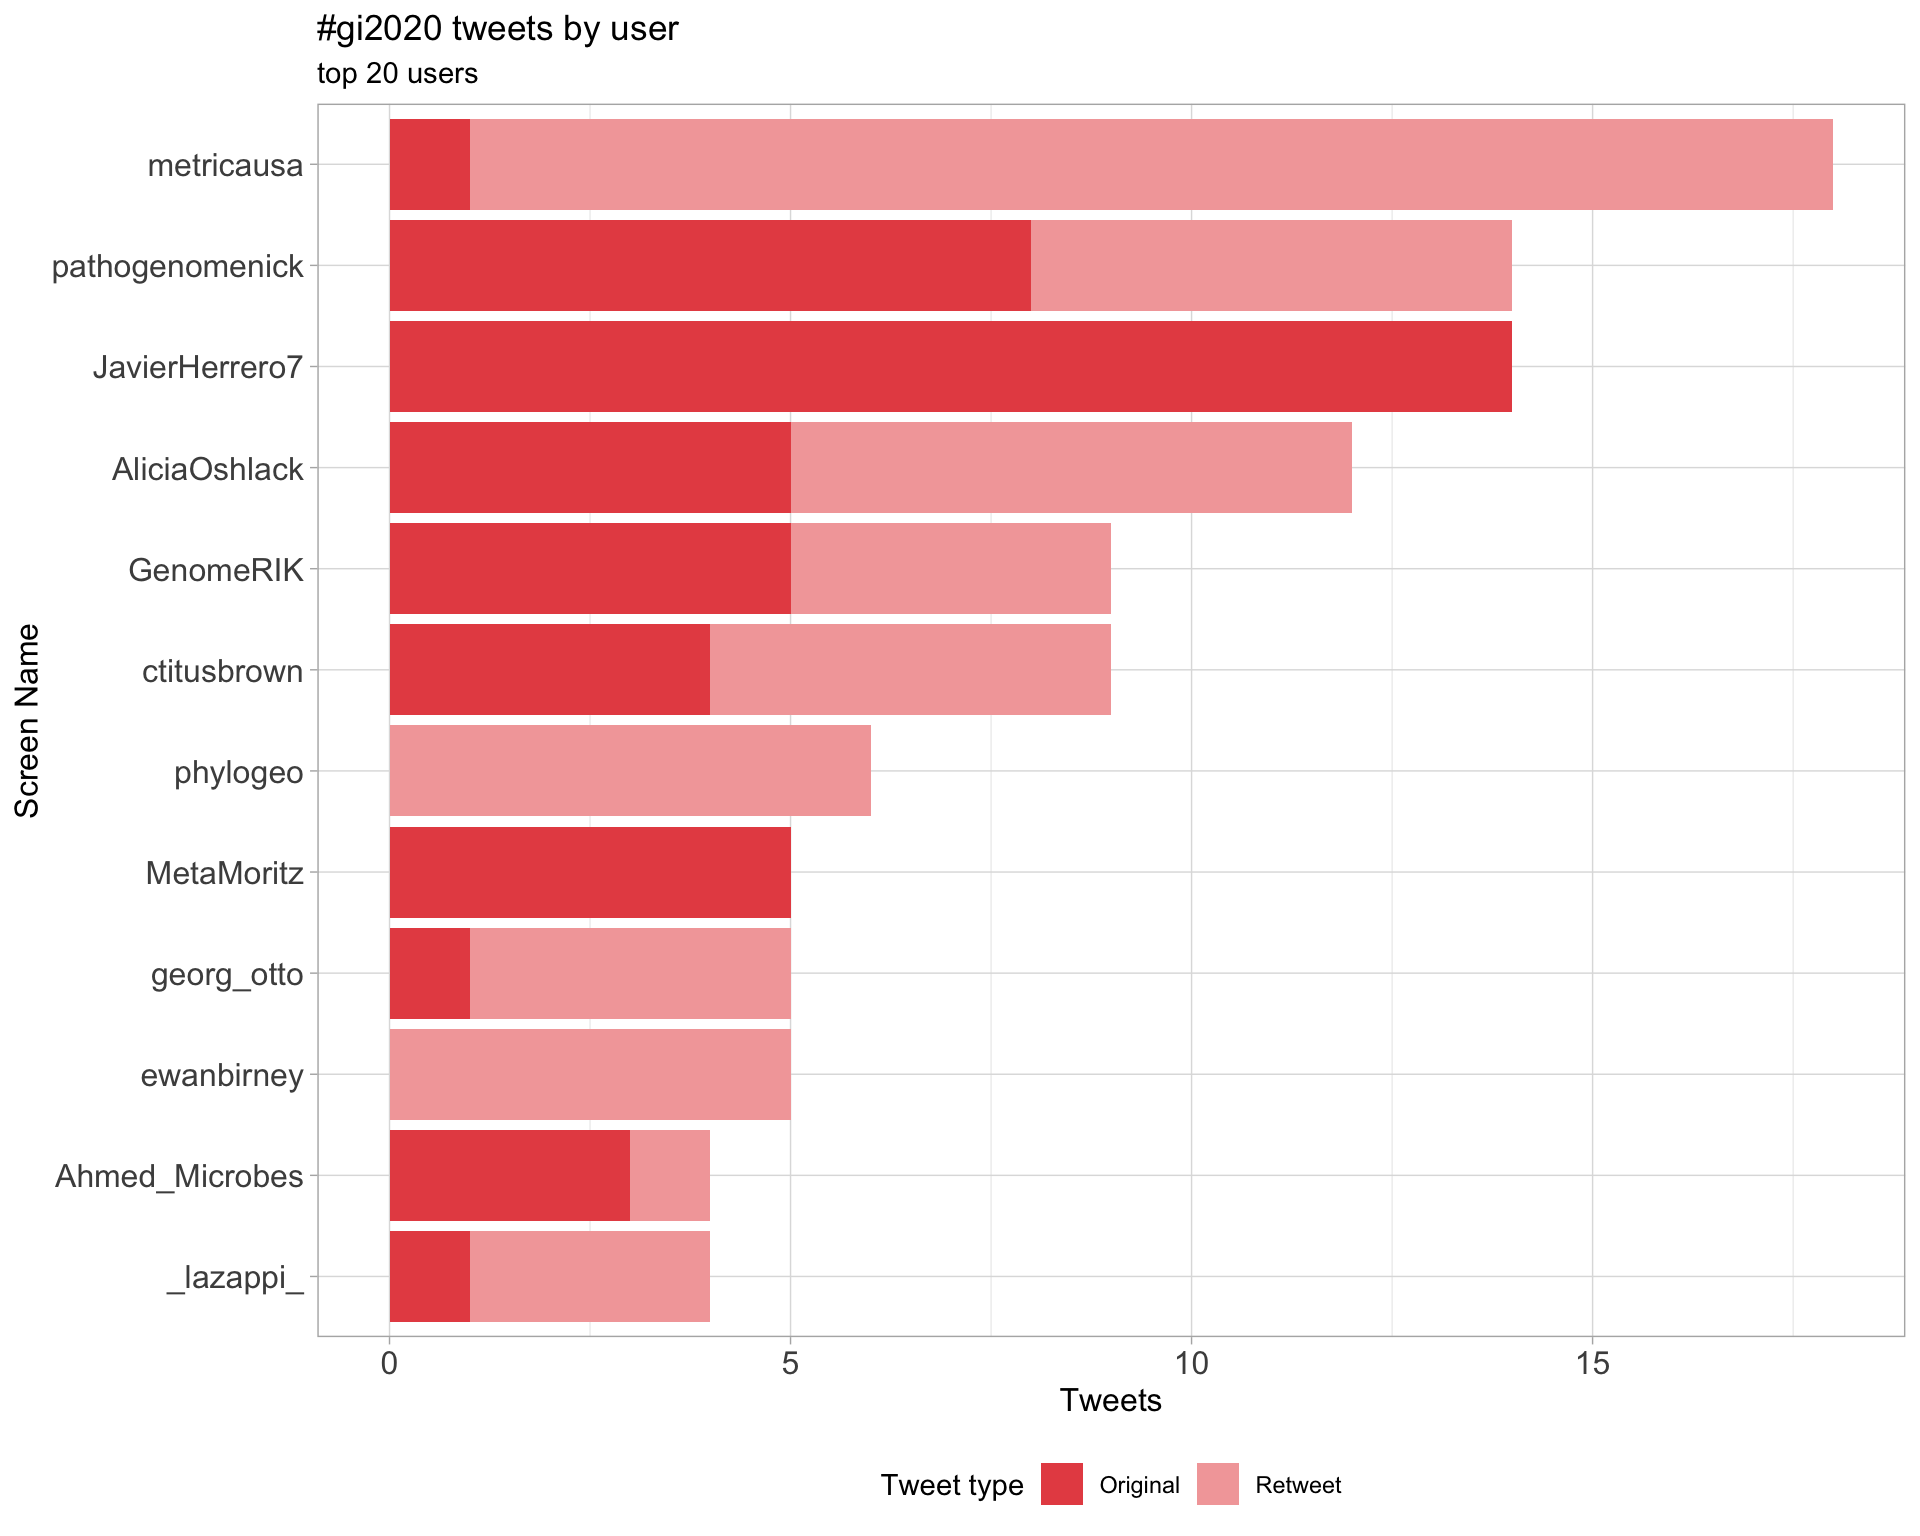 #gi2020 tweets by user
top 20 users
Screen Name
metricausa
pathogenomenick
JavierHerrero7
AliciaOshlack
GenomeRIK
ctitusbrown
phylogeo
MetaMoritz
georg_otto
ewanbirney
Ahmed_Microbes
_lazappi_
0 5 10 15
Tweets
Tweet type Original Retweet